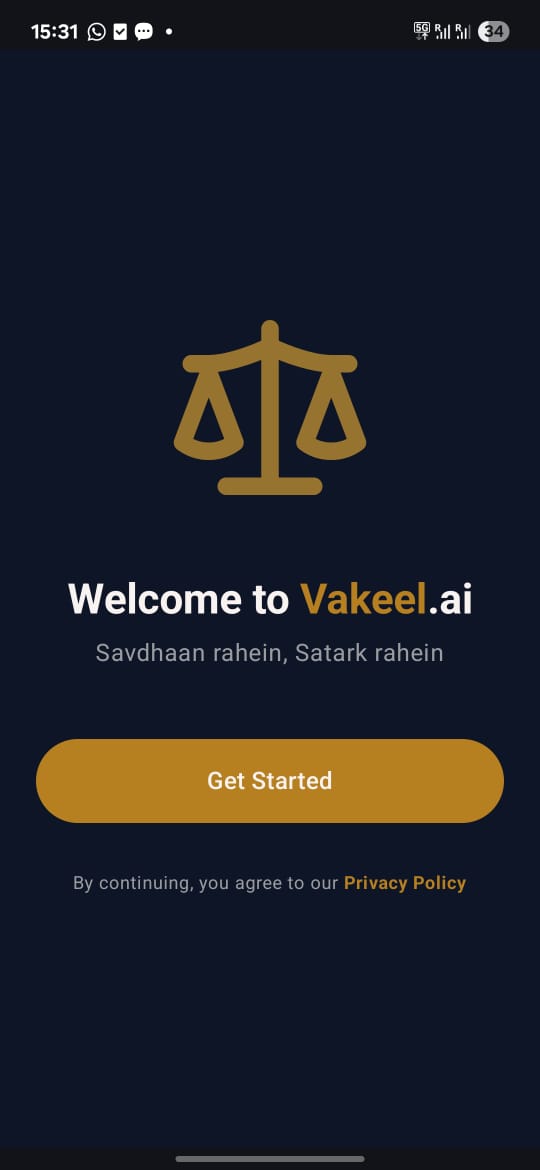 15:31
5G R R 34
Welcome to Vakeel.ai
Savdhaan rahein, Satark rahein
Get Started
By continuing, you agree to our Privacy Policy